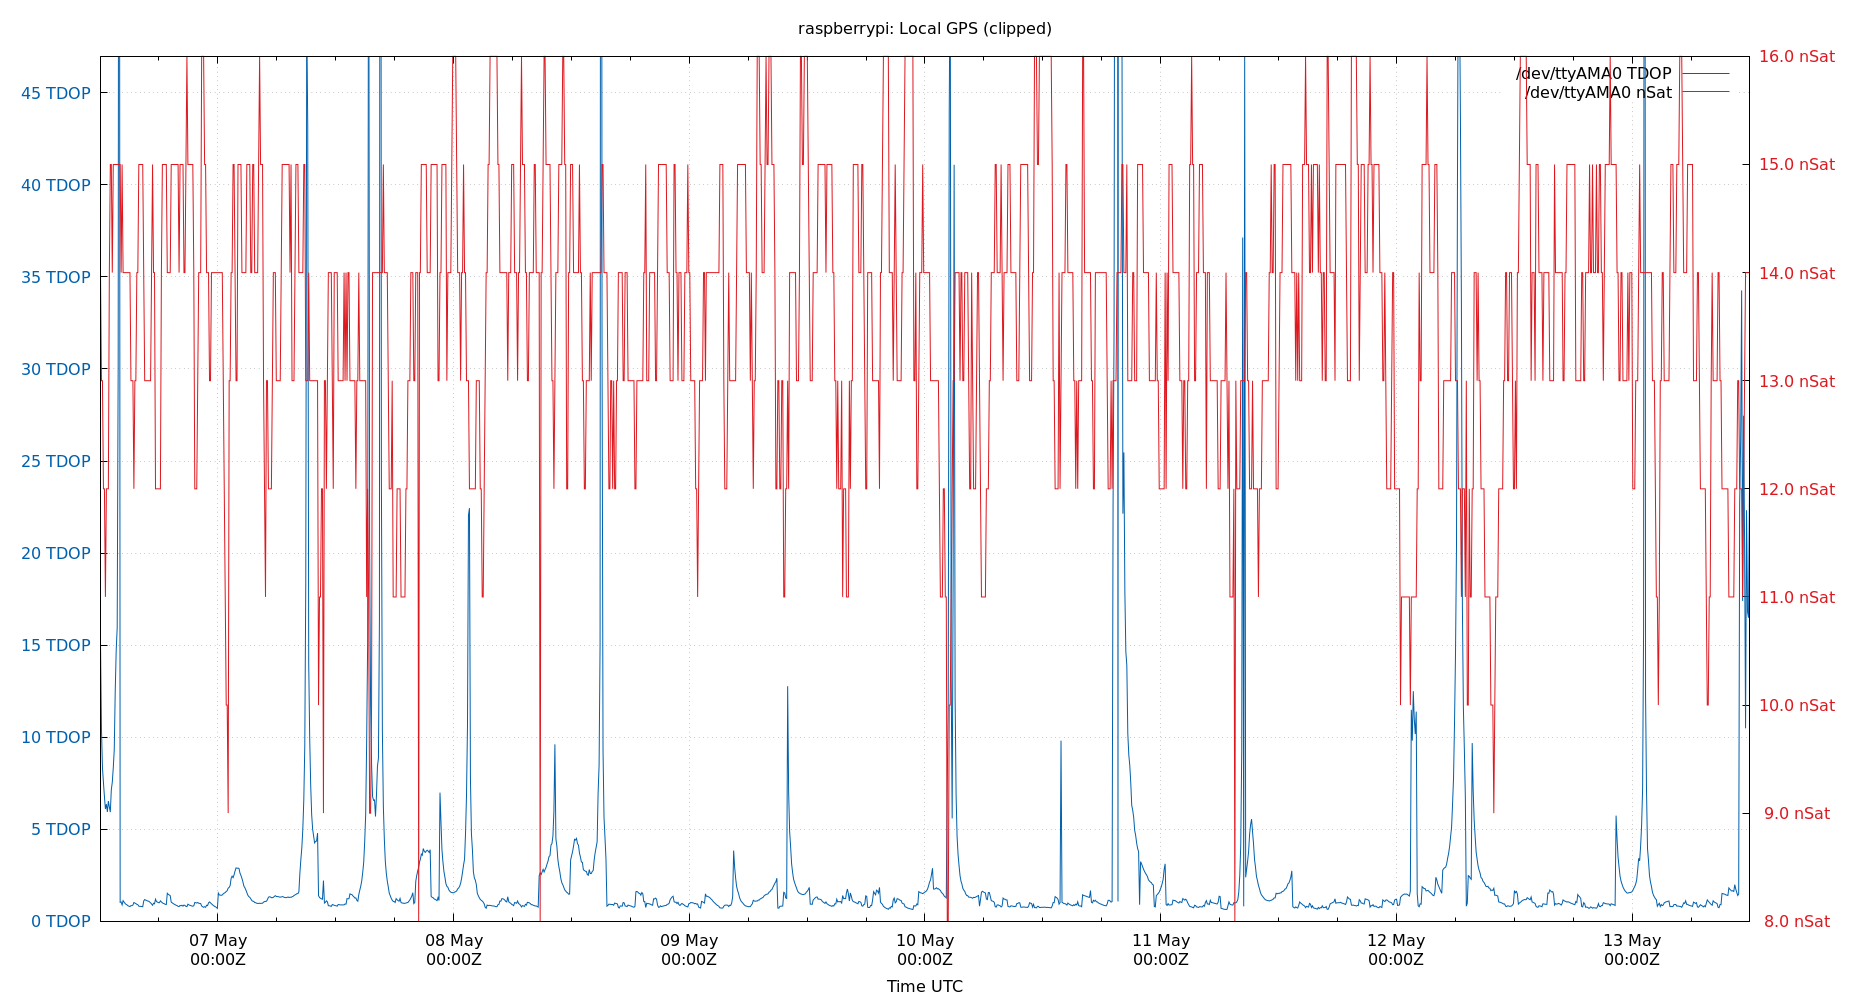 raspberrypi: Local GPS (clipped)
/dev/ttyAMA0 TDOP
/dev/ttyAMA0 nSat
45 TDOP
40 TDOP
35 TDOP
30 TDOP
25 TDOP
20 TDOP
15 TDOP
10 TDOP
5 TDOP
0 TDOP
16.0 nSat
15.0 nSat
14.0 nSat
13.0 nSat
12.0 nSat
11.0 nSat
10.0 nSat
9.0 nSat
8.0 nSat
07 May
00:00Z
08 May
00:00Z
09 May
00:00Z
10 May
00:00Z
11 May
00:00Z
12 May
00:00Z
13 May
00:00Z
Time UTC